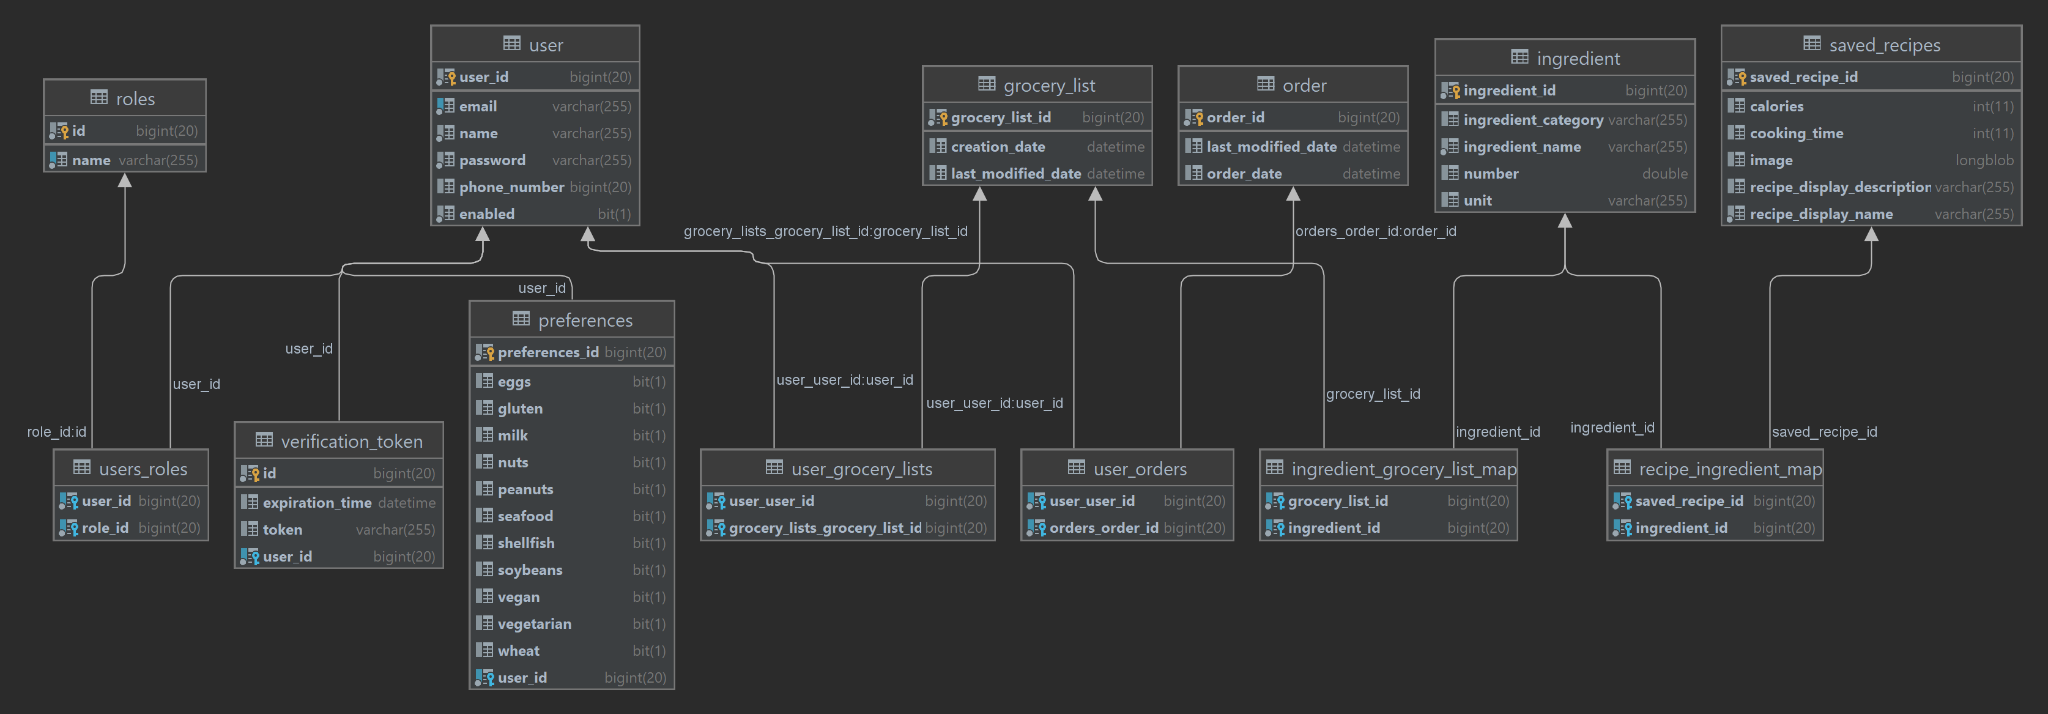 roles
id bigint(20)
name varchar(255)
user
user_id bigint(20)
email varchar(255)
name varchar(255)
password varchar(255)
phone_number bigint(20)
enabled bit(1)
grocery_list
grocery_list_id bigint(20)
creation_date datetime
last_modified_date datetime
order
order_id bigint(20)
last_modified_date datetime
order_date datetime
ingredient
ingredient_id bigint(20)
ingredient_category varchar(255)
ingredient_name varchar(255)
number double
unit varchar(255)
saved_recipes
saved_recipe_id bigint(20)
calories int(11)
cooking_time int(11)
image longblob
recipe_display_description varchar(255)
recipe_display_name varchar(255)
grocery_lists_grocery_list_id:grocery_list_id
orders_order_id:order_id
user_id
user_id
user_id
role_id:id
user_user_id:user_id
user_user_id:user_id
grocery_list_id
ingredient_id
ingredient_id
saved_recipe_id
users_roles
user_id bigint(20)
role_id bigint(20)
verification_token
id bigint(20)
expiration_time datetime
token varchar(255)
user_id bigint(20)
preferences
preferences_id bigint(20)
eggs bit(1)
gluten bit(1)
milk bit(1)
nuts bit(1)
peanuts bit(1)
seafood bit(1)
shellfish bit(1)
soybeans bit(1)
vegan bit(1)
vegetarian bit(1)
wheat bit(1)
user_id bigint(20)
user_grocery_lists
user_user_id bigint(20)
grocery_lists_grocery_list_id bigint(20)
user_orders
user_user_id bigint(20)
orders_order_id bigint(20)
ingredient_grocery_list_map
grocery_list_id bigint(20)
ingredient_id bigint(20)
recipe_ingredient_map
saved_recipe_id bigint(20)
ingredient_id bigint(20)